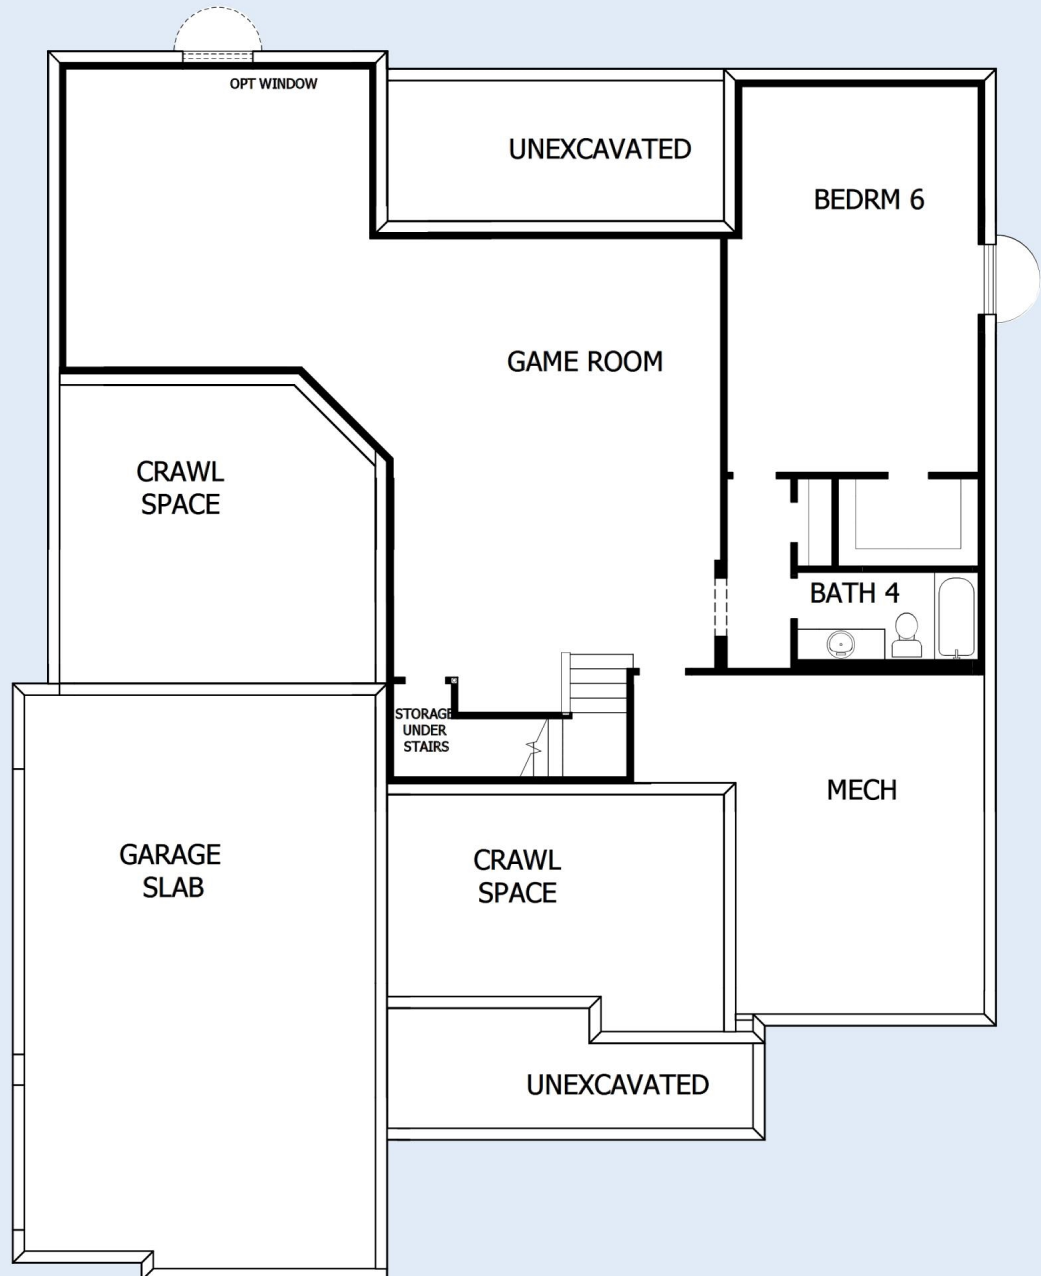 OPT WINDOW
UNEXCAVATED
BEDRM 6
GAME ROOM
CRAWL
SPACE
BATH 4
STORAGE
UNDER
STAIRS
MECH
GARAGE
SLAB
CRAWL
SPACE
UNEXCAVATED